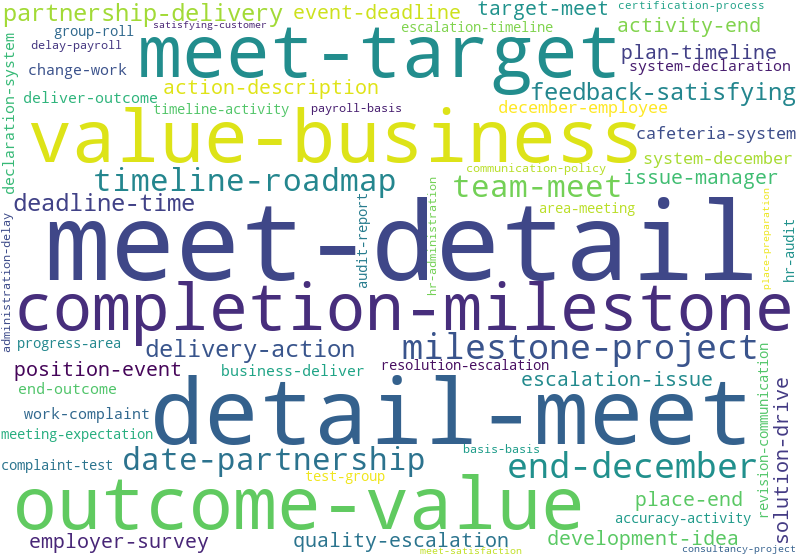 partnership-delivery
satisfying-customer
event-deadline
target-meet
certification-process
group-roll
escalation-timeline
activity-end
delay-payroll
meet-target
plan-timeline
change-work
system-declaration
declaration-system
action-description
feedback-satisfying
deliver-outcome
timeline-activity
payroll-basis
december-employee
value-business
cafeteria-system
system-december
communication-policy
timeline-roadmap
team-meet
issue-manager
deadline-time
audit-report
hr-administration
area-meeting
place-preparation
hr-audit
administration-delay
meet-detail
completion-milestone
progress-area
delivery-action
milestone-project
position-event
business-deliver
resolution-escalation
escalation-issue
end-outcome
detail-meet
revision-communication
solution-drive
work-complaint
meeting-expectation
basis-basis
complaint-test
date-partnership
end-december
test-group
outcome-value
place-end
accuracy-activity
employer-survey
quality-escalation
development-idea
meet-satisfaction
consultancy-project